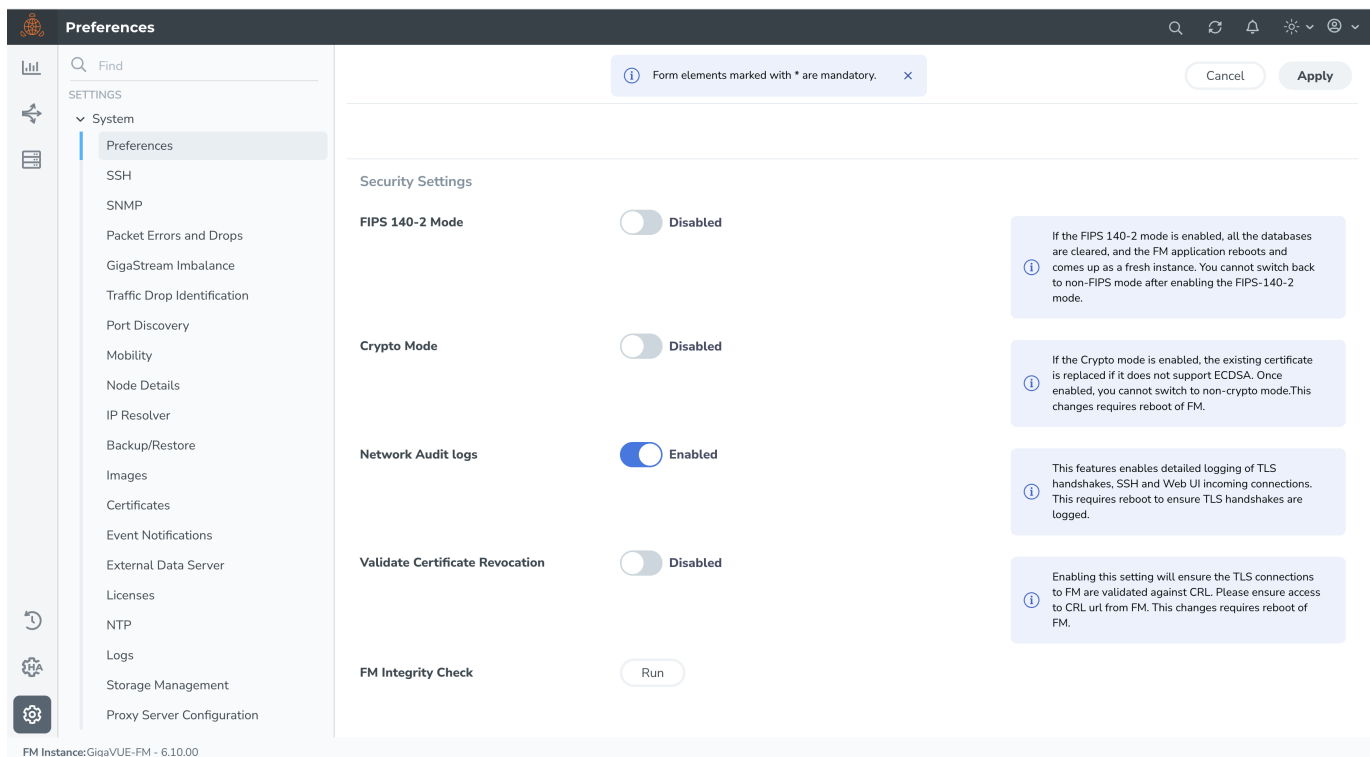 Preferences
Find
SETTINGS
System
Preferences
SSH
SNMP
Packet Errors and Drops
GigaStream Imbalance
Traffic Drop Identification
Port Discovery
Mobility
Node Details
IP Resolver
Backup/Restore
Images
Certificates
Event Notifications
External Data Server
Licenses
NTP
Logs
Storage Management
Proxy Server Configuration
HA
Form elements marked with * are mandatory.
Cancel
Apply
Security Settings
FIPS 140-2 Mode
Disabled
If the FIPS 140-2 mode is enabled, all the databases
are cleared, and the FM application reboots and
comes up as a fresh instance. You cannot switch back
to non-FIPS mode after enabling the FIPS-140-2
mode.
Crypto Mode
Disabled
If the Crypto mode is enabled, the existing certificate
is replaced if it does not support ECDSA. Once
enabled, you cannot switch to non-crypto mode.This
changes requires reboot of FM.
Network Audit logs
Enabled
This features enables detailed logging of TLS
handshakes, SSH and Web UI incoming connections.
This requires reboot to ensure TLS handshakes are
logged.
Validate Certificate Revocation
Disabled
Enabling this setting will ensure the TLS connections
to FM are validated against CRL. Please ensure access
to CRL url from FM. This changes requires reboot of
FM.
FM Integrity Check
Run
FM Instance:GigaVUE-FM - 6.10.00